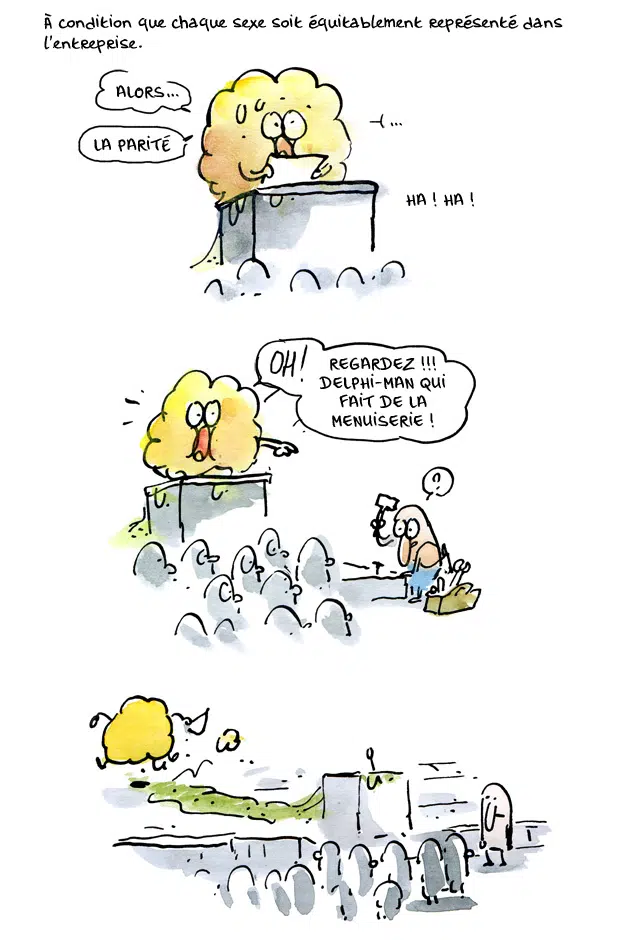 À condition que chaque sexe soit équitablement représenté dans
l'entreprise.
ALORS...
LA PARITÉ
...
HA ! HA !
OH !
REGARDEZ !!!
DELPHI-MAN QUI
FAIT DE LA
MENUISERIE !
?